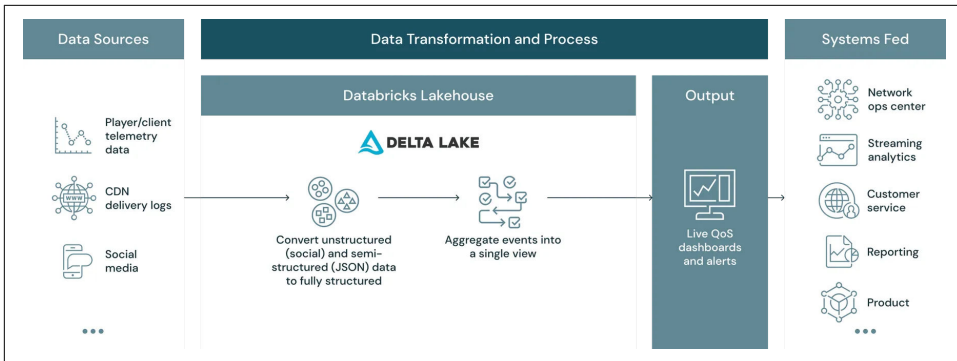 Data Sources
Data Transformation and Process
Systems Fed
Databricks Lakehouse
Output
DELTA LAKE
Player/client
telemetry
data
WWW
CDN
delivery logs
Social
media
Convert unstructured
(social) and semi-
structured (JSON) data
to fully structured
Aggregate events into
a single view
Live QoS
dashboards
and alerts
Network
ops center
Streaming
analytics
Customer
service
Reporting
Product